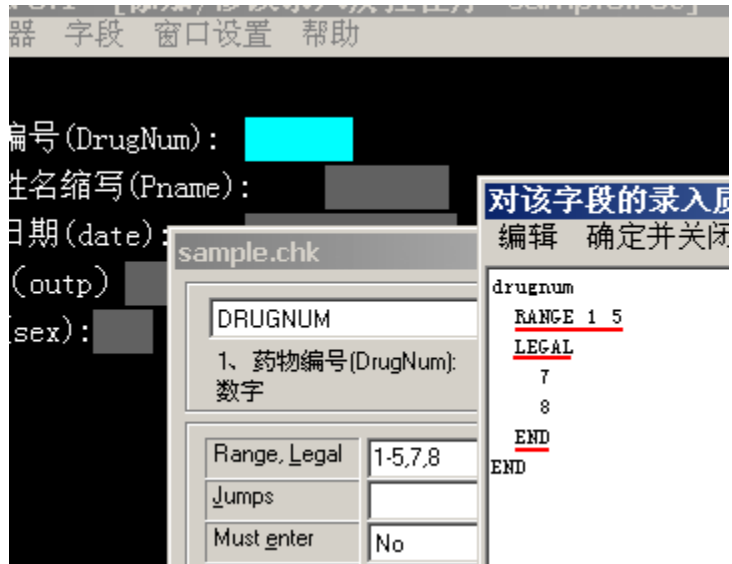 器 字段 窗口设置 帮助
编号(DrugNum):
姓名缩写(Pname):
日期(date):
(outp)
sex):
sample.chk
DRUGNUM
1、药物编号(DrugNum):
数字
Range, Legal 1-5,7,8
Jumps
Must enter No
对该字段的录入质
编辑 确定并关闭
drugnum
RANGE 1 5
LEGAL
7
8
END
END